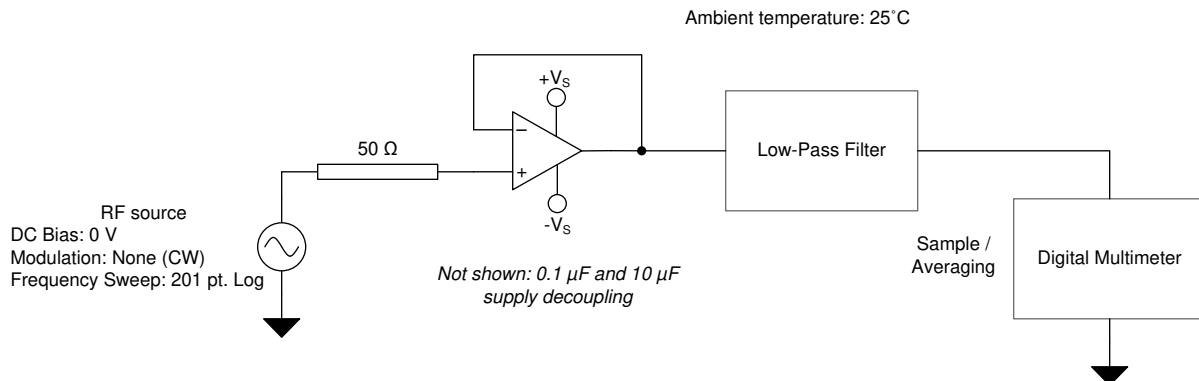 Ambient temperature: 25˚C
+VS
−
50 Ω
+
Low-Pass Filter
-VS
RF source
DC Bias: 0 V
Modulation: None (CW)
Frequency Sweep: 201 pt. Log
Not shown: 0.1 µF and 10 µF
supply decoupling
Sample /
Averaging
Digital Multimeter